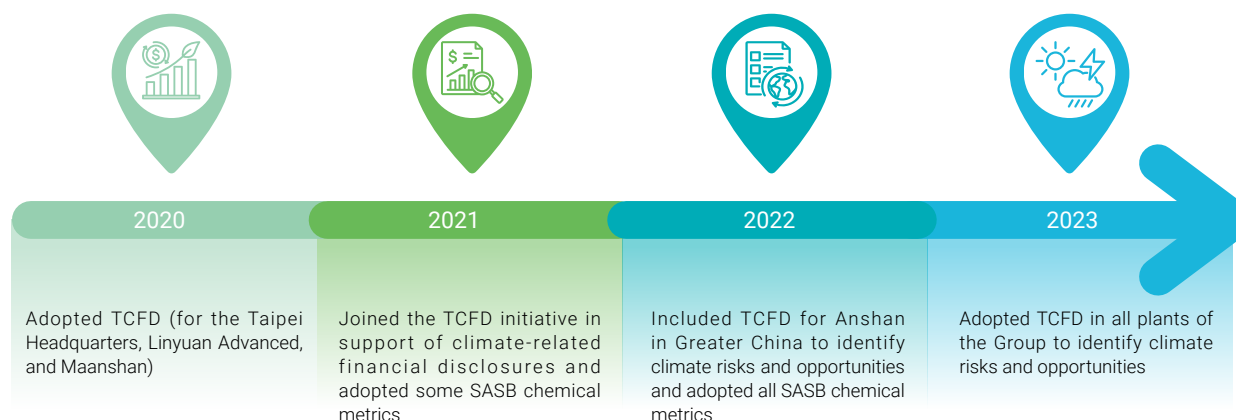 2020
Adopted TCFD (for the Taipei
Headquarters, Linyuan Advanced,
and Maanshan)
2021
Joined the TCFD initiative in
support of climate-related
financial disclosures and
adopted some SASB chemical
metrics
2022
Included TCFD for Anshan
in Greater China to identify
climate risks and opportunities
and adopted all SASB chemical
metrics
2023
Adopted TCFD in all plants of
the Group to identify climate
risks and opportunities